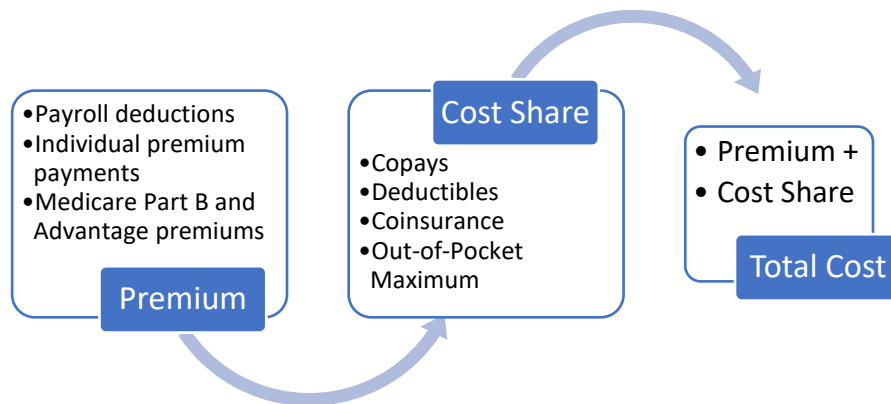 •Payroll deductions
•Individual premium
payments
•Medicare Part B and
Advantage premiums
Premium
Cost Share
•Copays
•Deductibles
•Coinsurance
•Out-of-Pocket
Maximum
• Premium +
• Cost Share
Total Cost